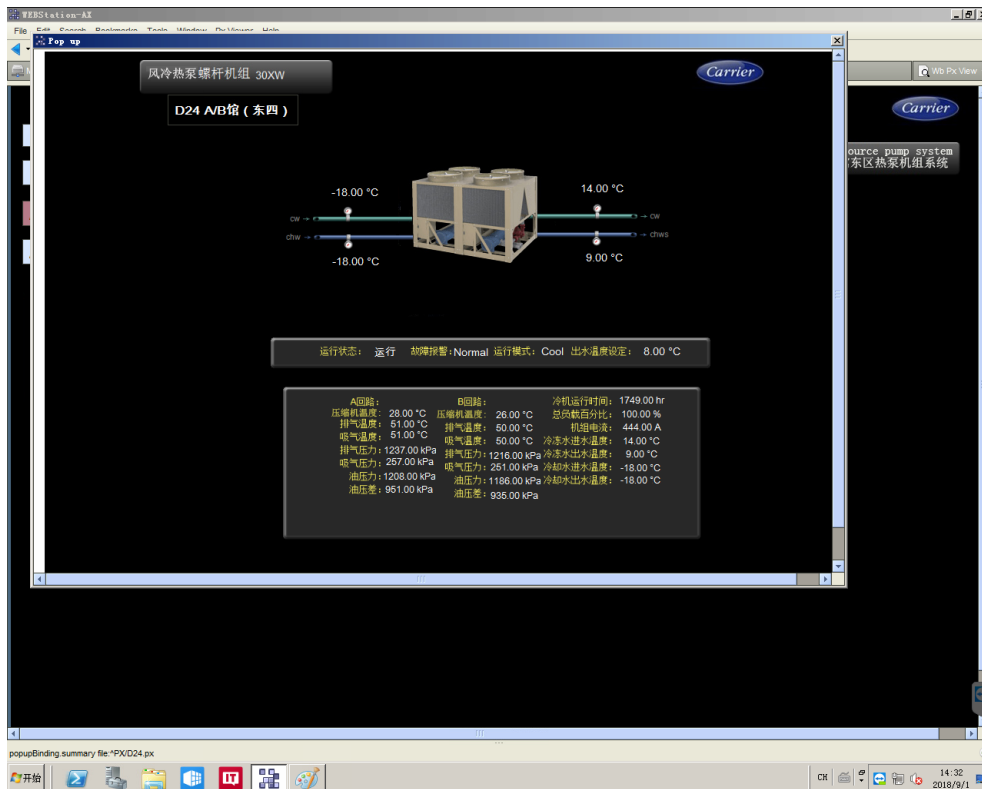 WEBStation-AX
File Edit Search Bookmarks Tools Window Px Viewer Help
Pop up
Wb Px View
风冷热泵螺杆机组 30XW
Carrier
D24 A/B馆 ( 东四 )
Carrier
ource pump system
东区热泵机组系统
-18.00 °C
14.00 °C
cw
cw
chw
chws
-18.00 °C
9.00 °C
运行状态： 运行 故障报警：Normal 运行模式： Cool 出水温度设定： 8.00 °C
A回路： B回路： 冷机运行时间： 1749.00 hr
压缩机温度： 28.00 °C 压缩机温度： 26.00 °C 总负载百分比： 100.00 %
排气温度： 51.00 °C 排气温度： 50.00 °C 机组电流： 444.00 A
吸气温度： 51.00 °C 吸气温度： 50.00 °C 冷冻水进水温度： 14.00 °C
排气压力：1237.00 kPa 排气压力：1216.00 kPa 冷冻水出水温度： 9.00 °C
吸气压力：257.00 kPa 吸气压力：251.00 kPa 冷却水进水温度： -18.00 °C
油压力：1208.00 kPa 油压力：1186.00 kPa 冷却水出水温度： -18.00 °C
油压差：951.00 kPa 油压差：935.00 kPa
popupBinding.summary file:^PX/D24.px
开始
IT
CH
14:32
2018/9/1